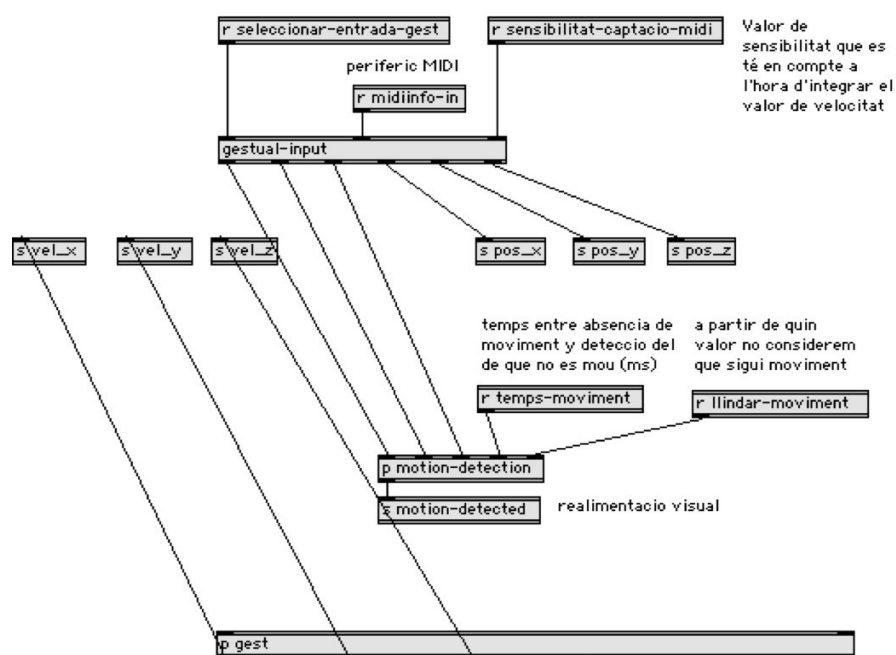 r seleccionar-entrada-gest
r sensibilitat-captacio-midi
Valor de
sensibilitat que es
té en compte a
l'hora d'integrar el
valor de velocitat
periferic MIDI
r midiinfo-in
gestual-input
s vel_x
s vel_y
s vel_z
s pos_x
s pos_y
s pos_z
temps entre absencia de
moviment y deteccio del
de que no es mou (ms)
a partir de quin
valor no considerem
que sigui moviment
r temps-moviment
r llindar-moviment
p motion-detection
s motion-detected
realimentacio visual
p gest